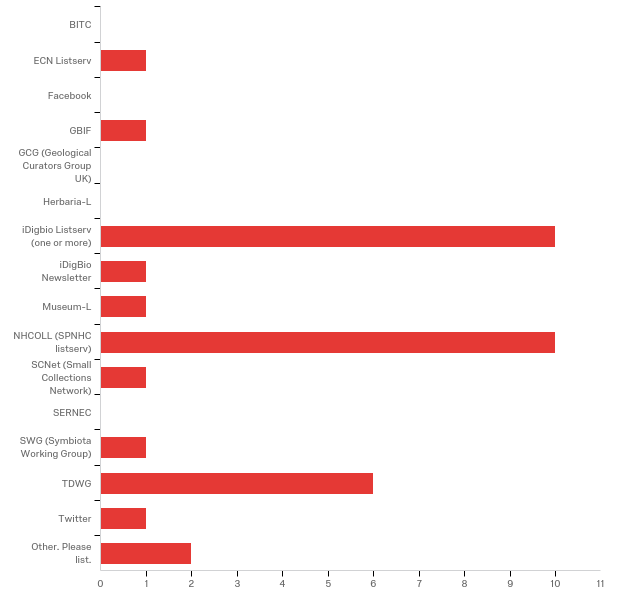 BITC
ECN Listserv
Facebook
GBIF
GCG (Geological
Curators Group
UK)
Herbaria-L
iDigbio Listserv
(one or more)
iDigBio
Newsletter
Museum-L
NHCOLL (SPNHC
listserv)
SCNet (Small
Collections
Network)
SERNEC
SWG (Symbiota
Working Group)
TDWG
Twitter
Other. Please
list.
0 1 2 3 4 5 6 7 8 9 10 11